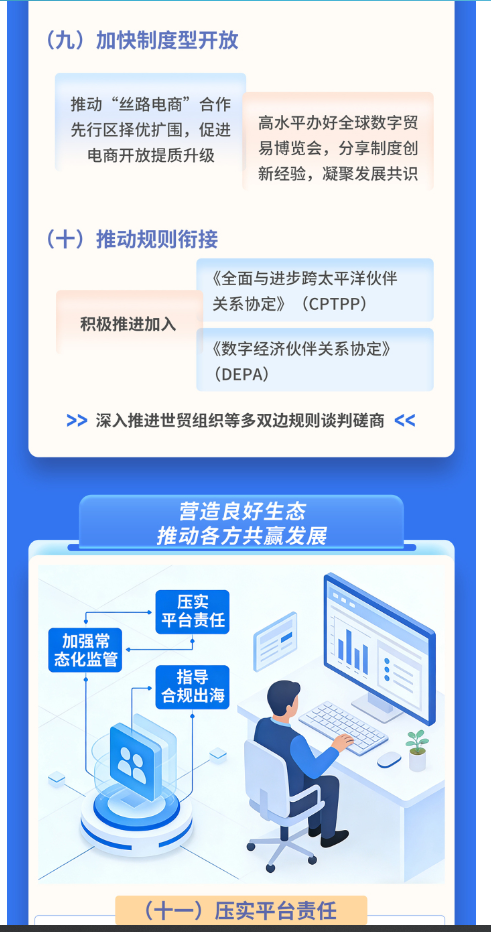 （九）加快制度型开放
推动“丝路电商”合作
先行区择优扩围，促进
电商开放提质升级
高水平办好全球数字贸
易博览会，分享制度创
新经验，凝聚发展共识
（十）推动规则衔接
积极推进加入
《全面与进步跨太平洋伙伴
关系协定》（CPTPP）
《数字经济伙伴关系协定》
（DEPA）
>> 深入推进世贸组织等多双边规则谈判磋商 <<
营造良好生态
推动各方共赢发展
压实
平台责任
加强常
态化监管
指导
合规出海
（十一）压实平台责任